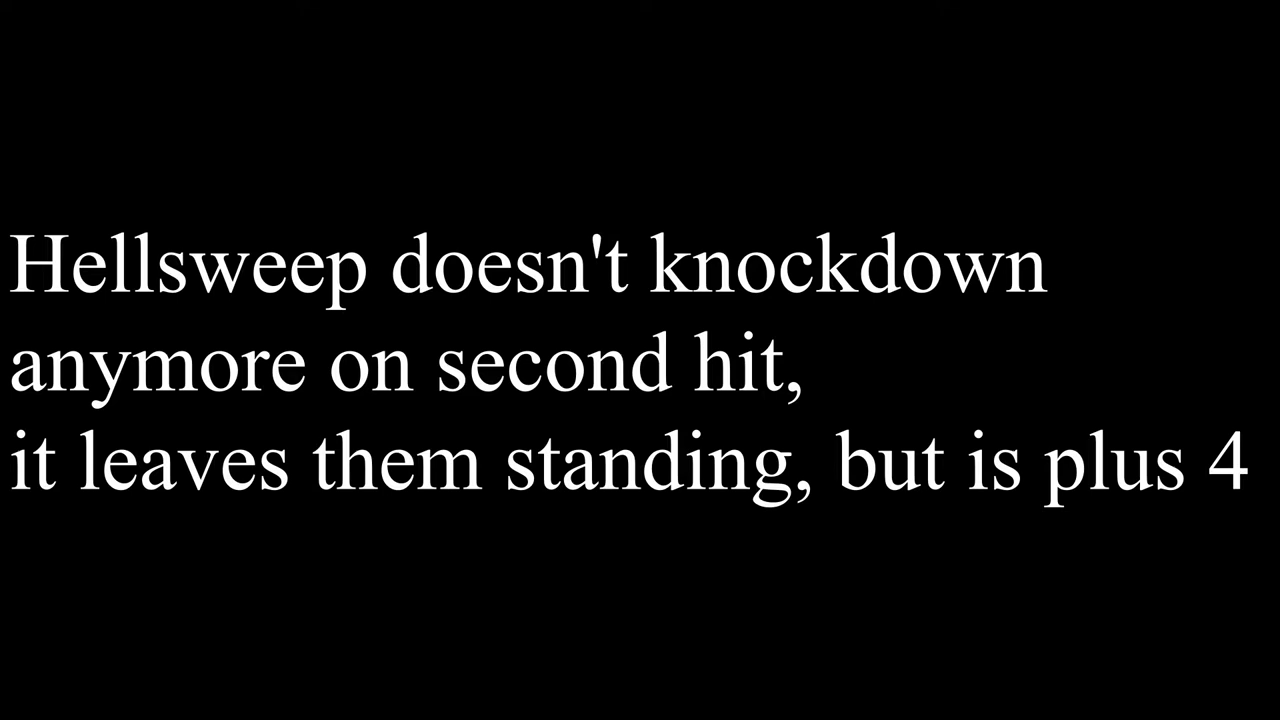 Hellsweep doesn't knockdown
anymore on second hit,
it leaves them standing, but is plus 4